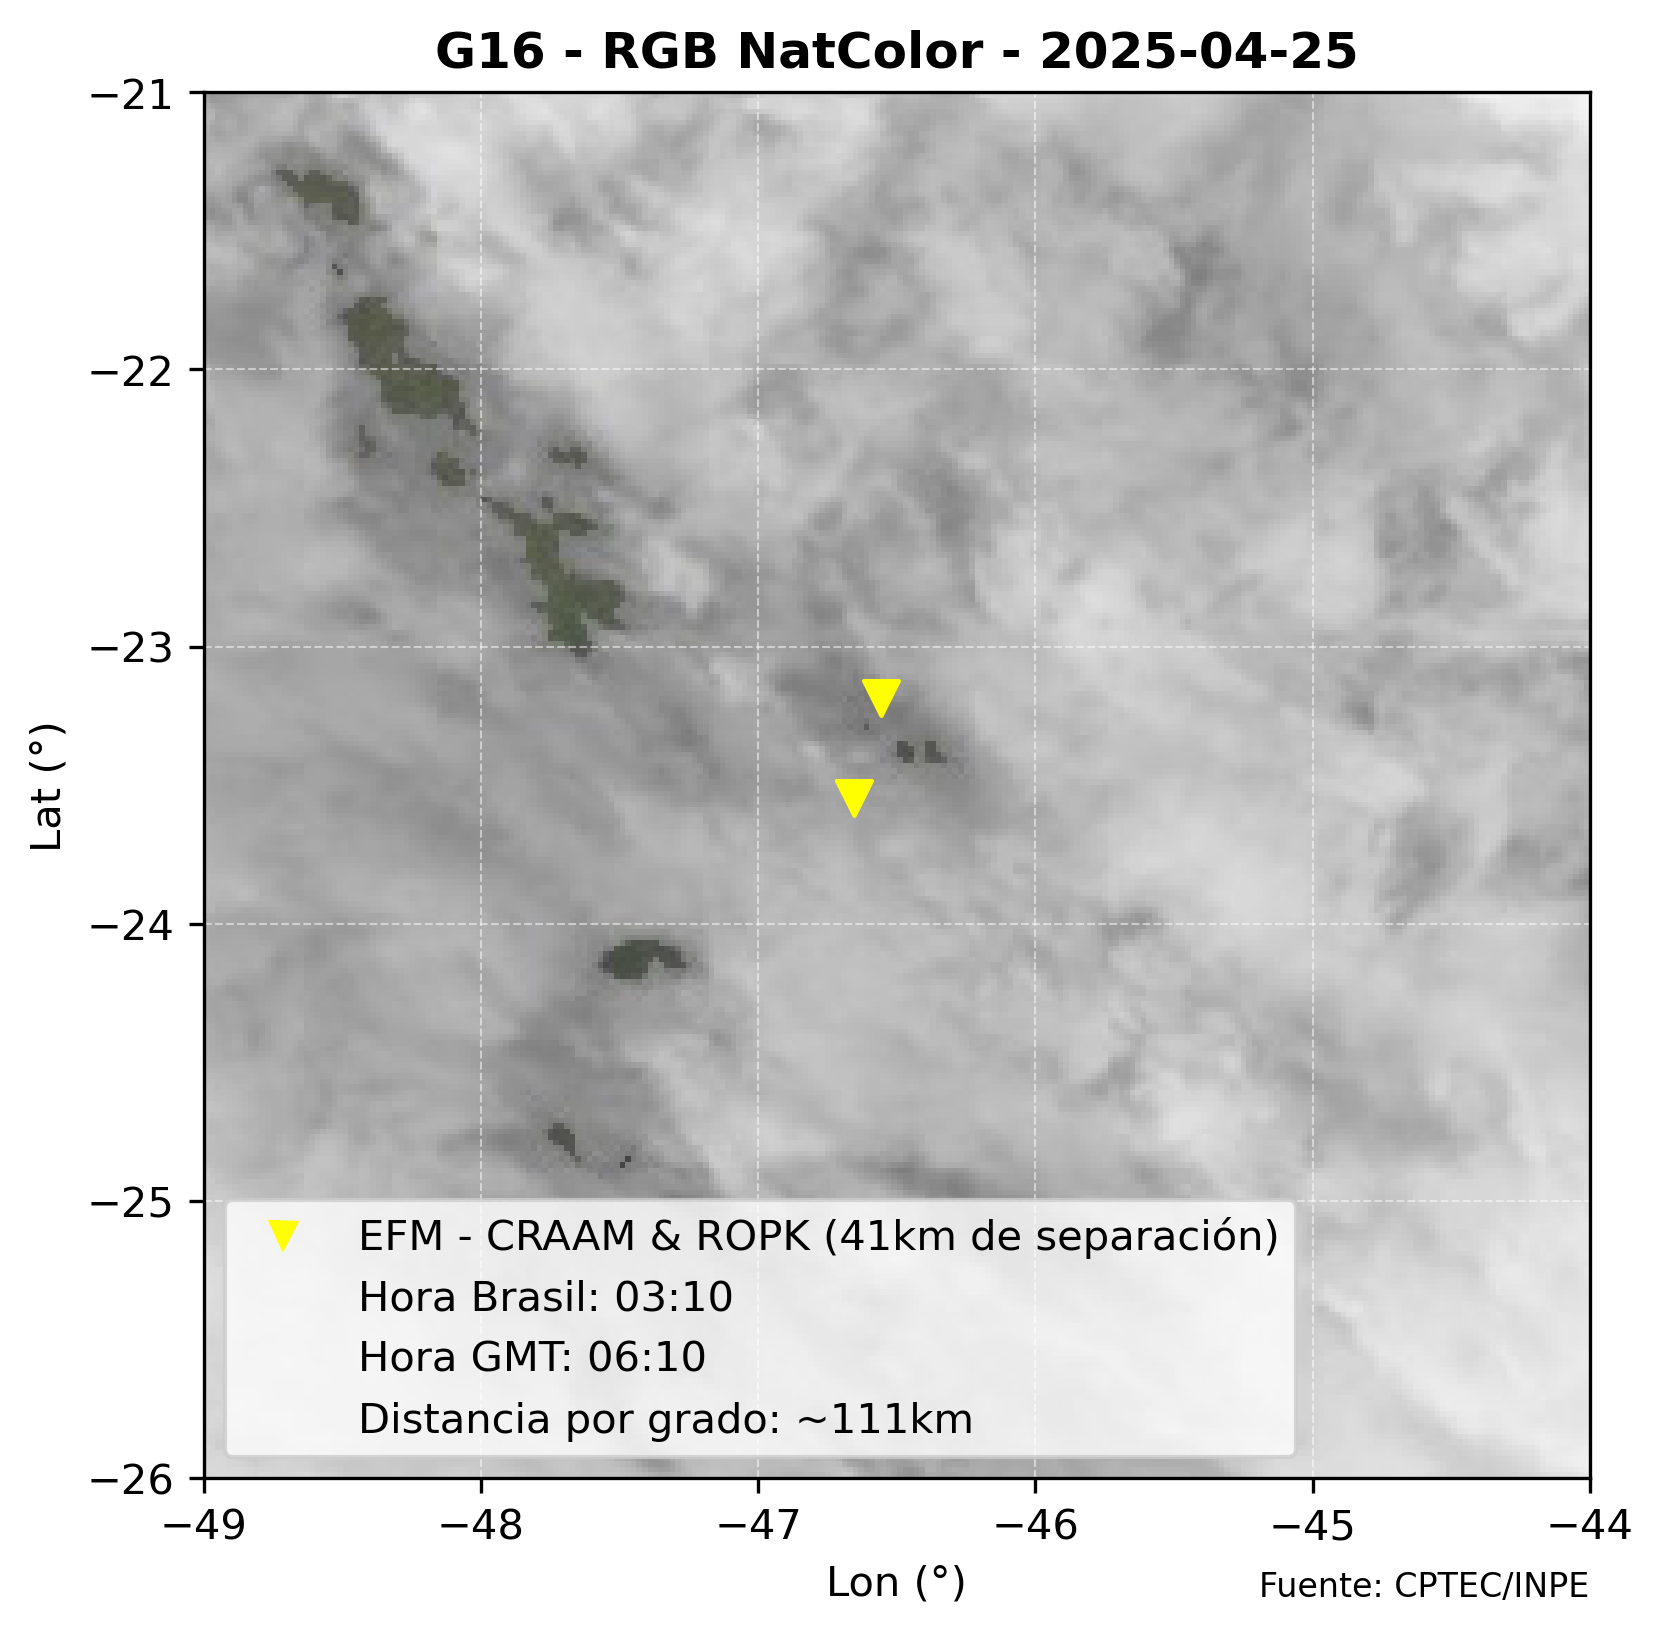 G16 - RGB NatColor - 2025-04-25
−21
−22
−23
−24
−25
−26
Lat (°)
EFM - CRAAM & ROPK (41km de separación)
Hora Brasil: 03:10
Hora GMT: 06:10
Distancia por grado: ~111km
−49 −48 −47 −46 −45 −44
Lon (°)
Fuente: CPTEC/INPE